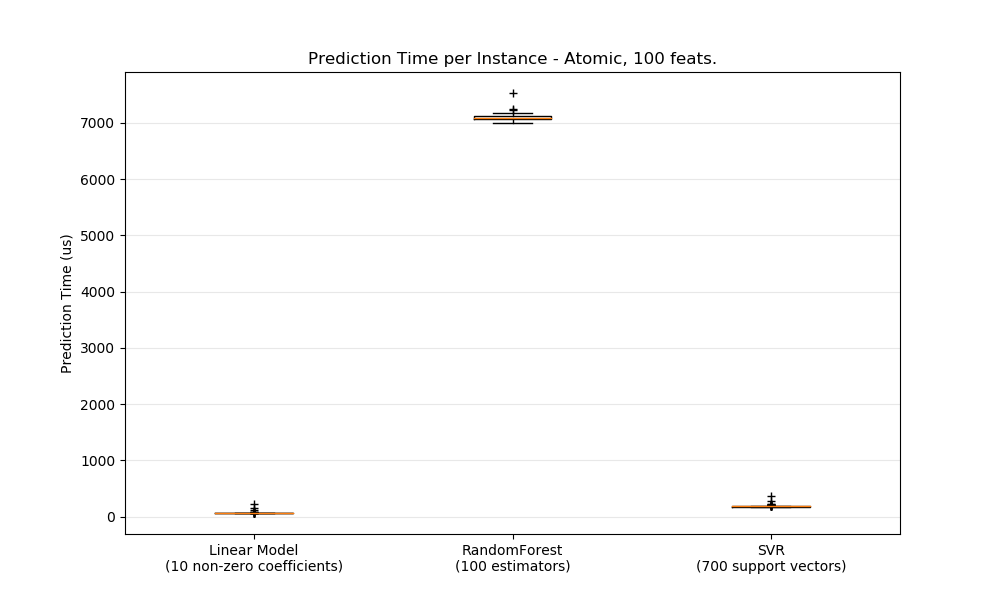 Prediction Time per Instance - Atomic, 100 feats.
Prediction Time (us)
7000
6000
5000
4000
3000
2000
1000
0
Linear Model
(10 non-zero coefficients)
RandomForest
(100 estimators)
SVR
(700 support vectors)